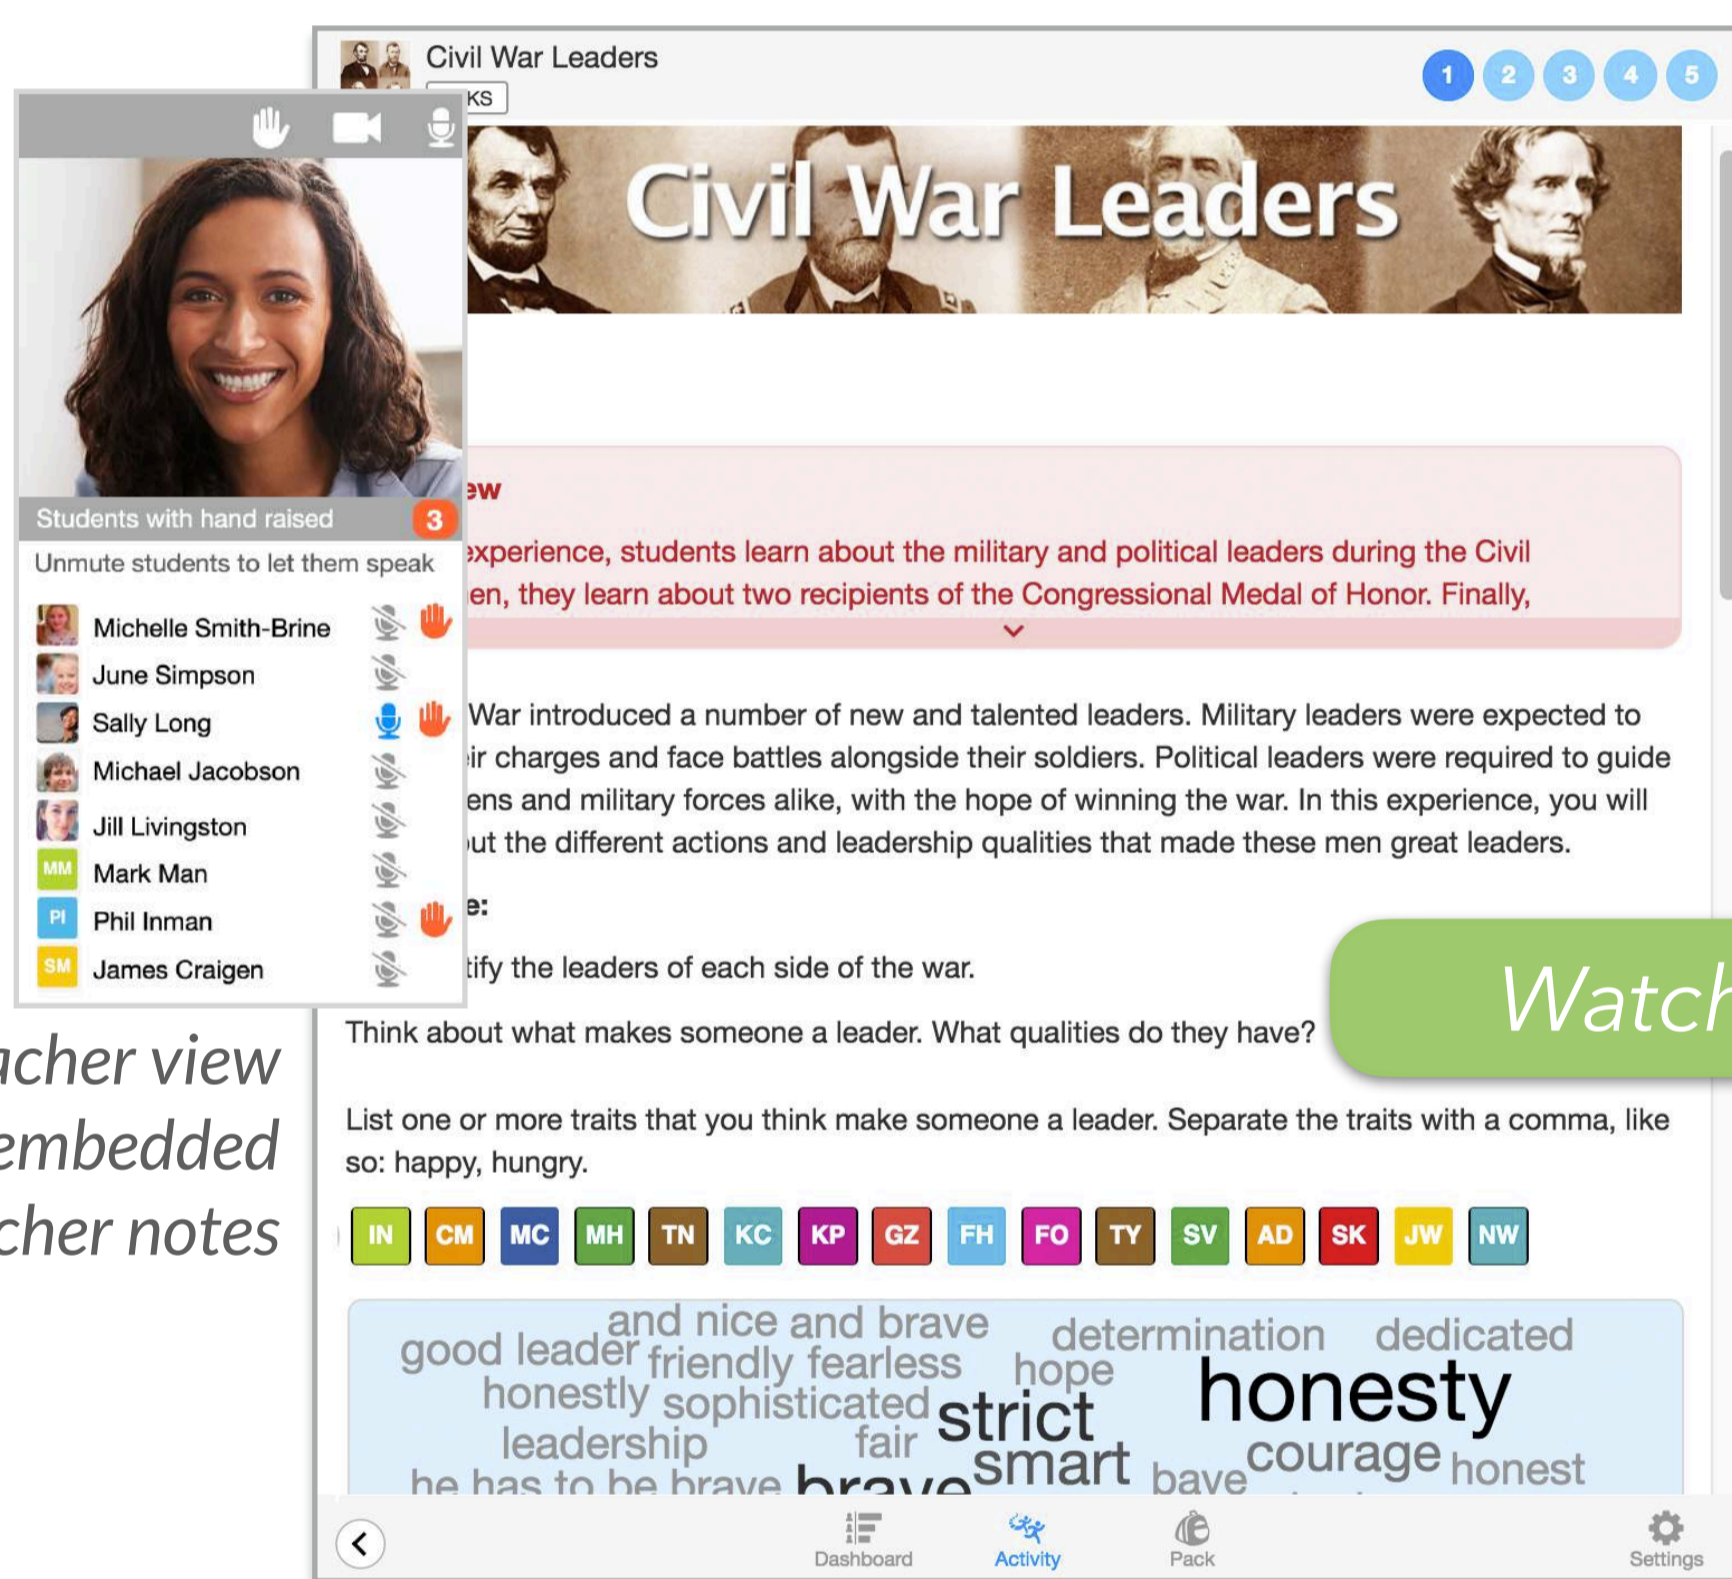 Civil War Leaders
KS
1 2 3 4 5
Civil War Leaders
Students with hand raised 3
Unmute students to let them speak
Michelle Smith-Brine
June Simpson
Sally Long
Michael Jacobson
Jill Livingston
MM Mark Man
PI Phil Inman
SM James Craigen
ew
experience, students learn about the military and political leaders during the Civil
en, they learn about two recipients of the Congressional Medal of Honor. Finally,
War introduced a number of new and talented leaders. Military leaders were expected to
ir charges and face battles alongside their soldiers. Political leaders were required to guide
ens and military forces alike, with the hope of winning the war. In this experience, you will
ut the different actions and leadership qualities that made these men great leaders.
e:
tify the leaders of each side of the war.
Think about what makes someone a leader. What qualities do they have?
Watch
List one or more traits that you think make someone a leader. Separate the traits with a comma, like
so: happy, hungry.
acher view
embedded
cher notes
IN CM MC MH TN KC KP GZ FH FO TY SV AD SK JW NW
and nice and brave
good leader
friendly fearless
determination dedicated
hope
honesty
honestly sophisticated
strict
leadership fair
smart
courage
honest
he has to be brave brave
bave
Dashboard Activity Pack Settings